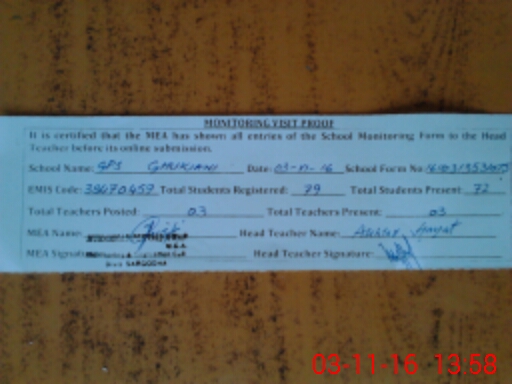 MONITORING VISIT PROOF
It is certified that the MEA has shown all entries of the School Monitoring Form to the Head
Teacher before its online submission.
School Name: GPS Date: 03-11-16 School Form No:
EMIS Code: 38470457 Total Students Registered: 79 Total Students Present: 72
Total Teachers Posted: 03 Total Teachers Present: 03
MEA Name: Head Teacher Name: Hayat
M&A
MEA Signature: Head Teacher Signature:
SARGODHA
03-11-16 13:58